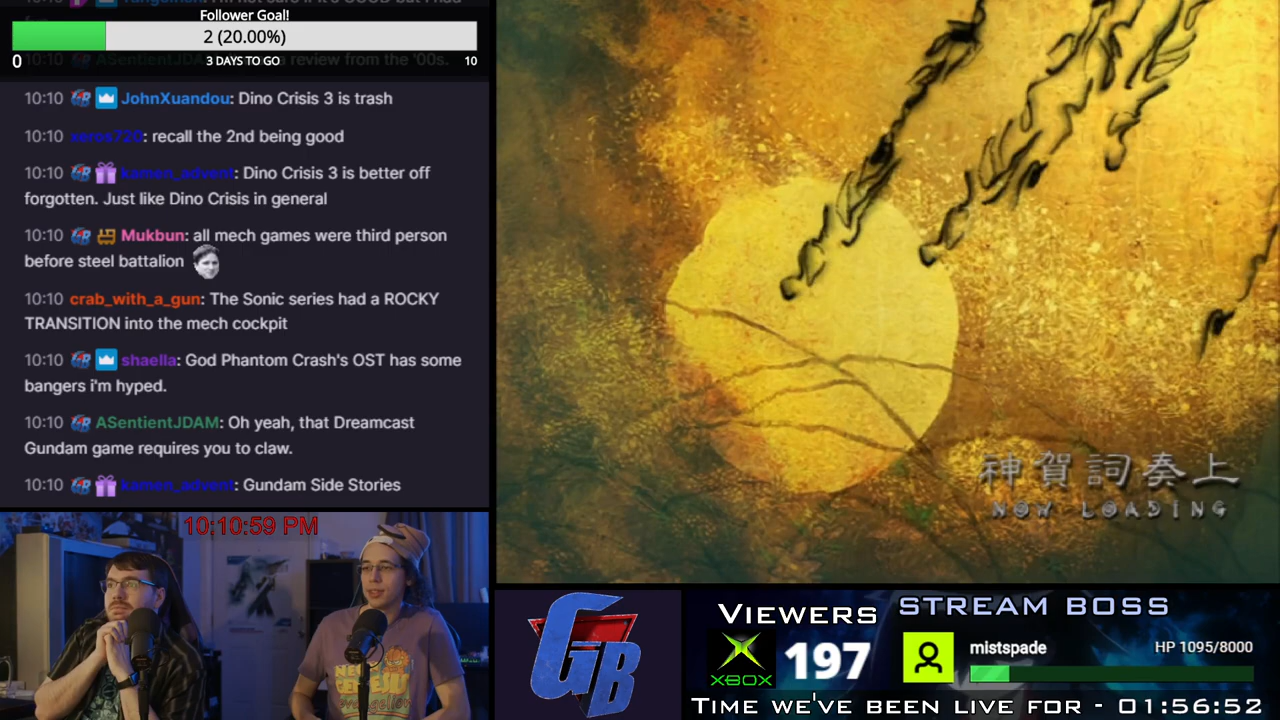 Follower Goal!
2 (20.00%)
0
3 DAYS TO GO
10
a review from the '00s.
10:10 JohnXuandou: Dino Crisis 3 is trash
10:10 xeros720: recall the 2nd being good
10:10 kamen_advent: Dino Crisis 3 is better off
forgotten. Just like Dino Crisis in general
10:10 Mukbun: all mech games were third person
before steel battalion
10:10 crab_with_a_gun: The Sonic series had a ROCKY
TRANSITION into the mech cockpit
10:10 shaella: God Phantom Crash's OST has some
bangers i'm hyped.
10:10 ASentientJDAM: Oh yeah, that Dreamcast
Gundam game requires you to claw.
10:10 kamen_advent: Gundam Side Stories
10:10:59 PM
神賀詞奏上
NOW LOADING
GB
VIEWERS
XBOX
197
STREAM BOSS
mistspade
HP 1095/8000
TIME WE'VE BEEN LIVE FOR - 01:56:52